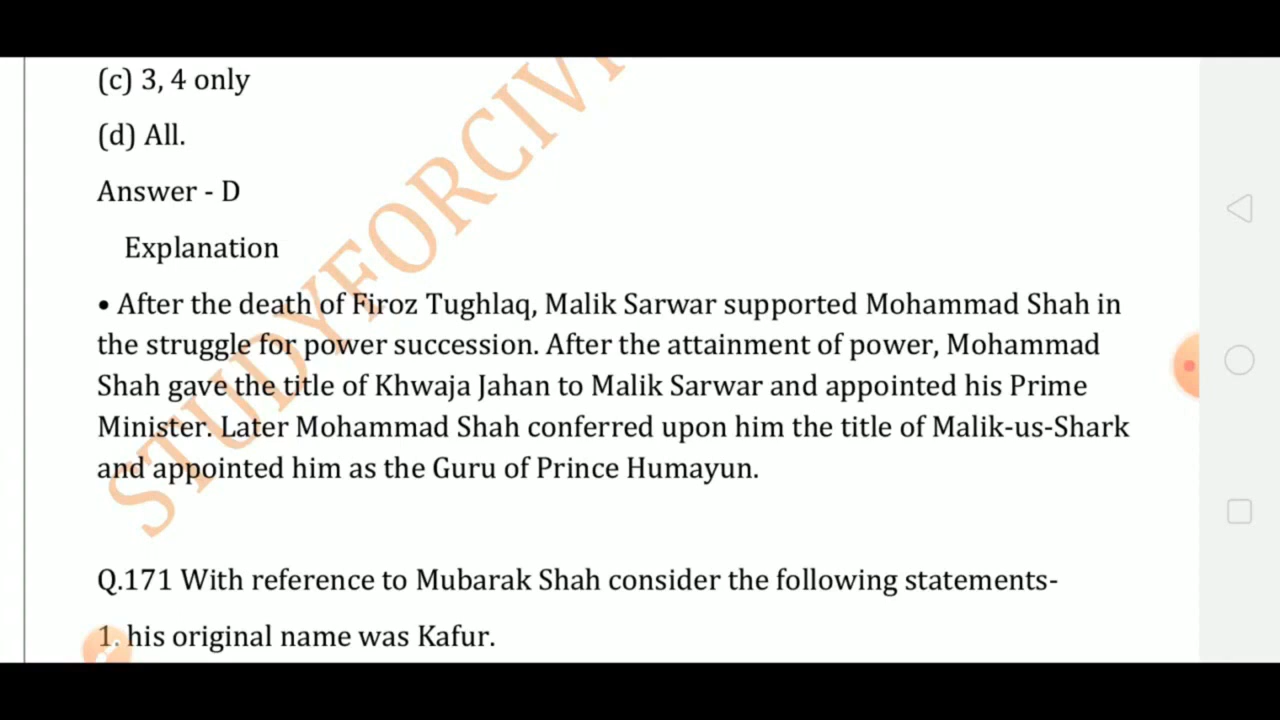 (c) 3, 4 only
(d) All.
Answer - D
Explanation
• After the death of Firoz Tughlaq, Malik Sarwar supported Mohammad Shah in
the struggle for power succession. After the attainment of power, Mohammad
Shah gave the title of Khwaja Jahan to Malik Sarwar and appointed his Prime
Minister. Later Mohammad Shah conferred upon him the title of Malik-us-Shark
and appointed him as the Guru of Prince Humayun.
Q.171 With reference to Mubarak Shah consider the following statements-
1. his original name was Kafur.
STUDYFORCIV